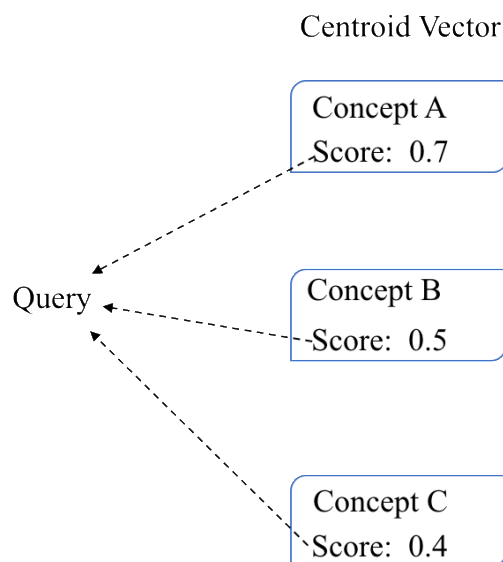 Centroid Vector
Concept A
Score: 0.7
Query
Concept B
Score: 0.5
Concept C
Score: 0.4